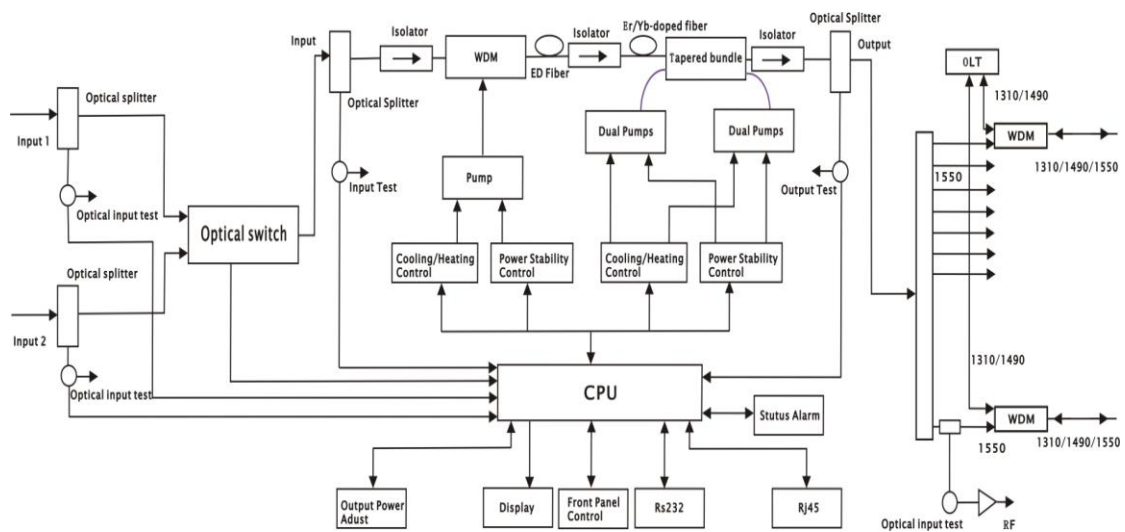 Optical Splitter
Er/Yb-doped fiber
Isolator
Isolator
Isolator
Input
Output
WDM
Tapered bundle
ED Fiber
OLT
Optical splitter
Optical Splitter
1310/1490
Input 1
Dual Pumps
Dual Pumps
WDM
1310/1490/1550
1550
Pump
Input Test
Output Test
Optical input test
Optical switch
Cooling/Heating
Control
Power Stability
Control
Cooling/Heating
Control
Power Stability
Control
Optical splitter
Input 2
1310/1490
Optical input test
CPU
Stutus Alarm
WDM
1310/1490/1550
1550
Output Power
Adust
Display
Front Panel
Control
Rs232
Rj45
Optical input test
RF